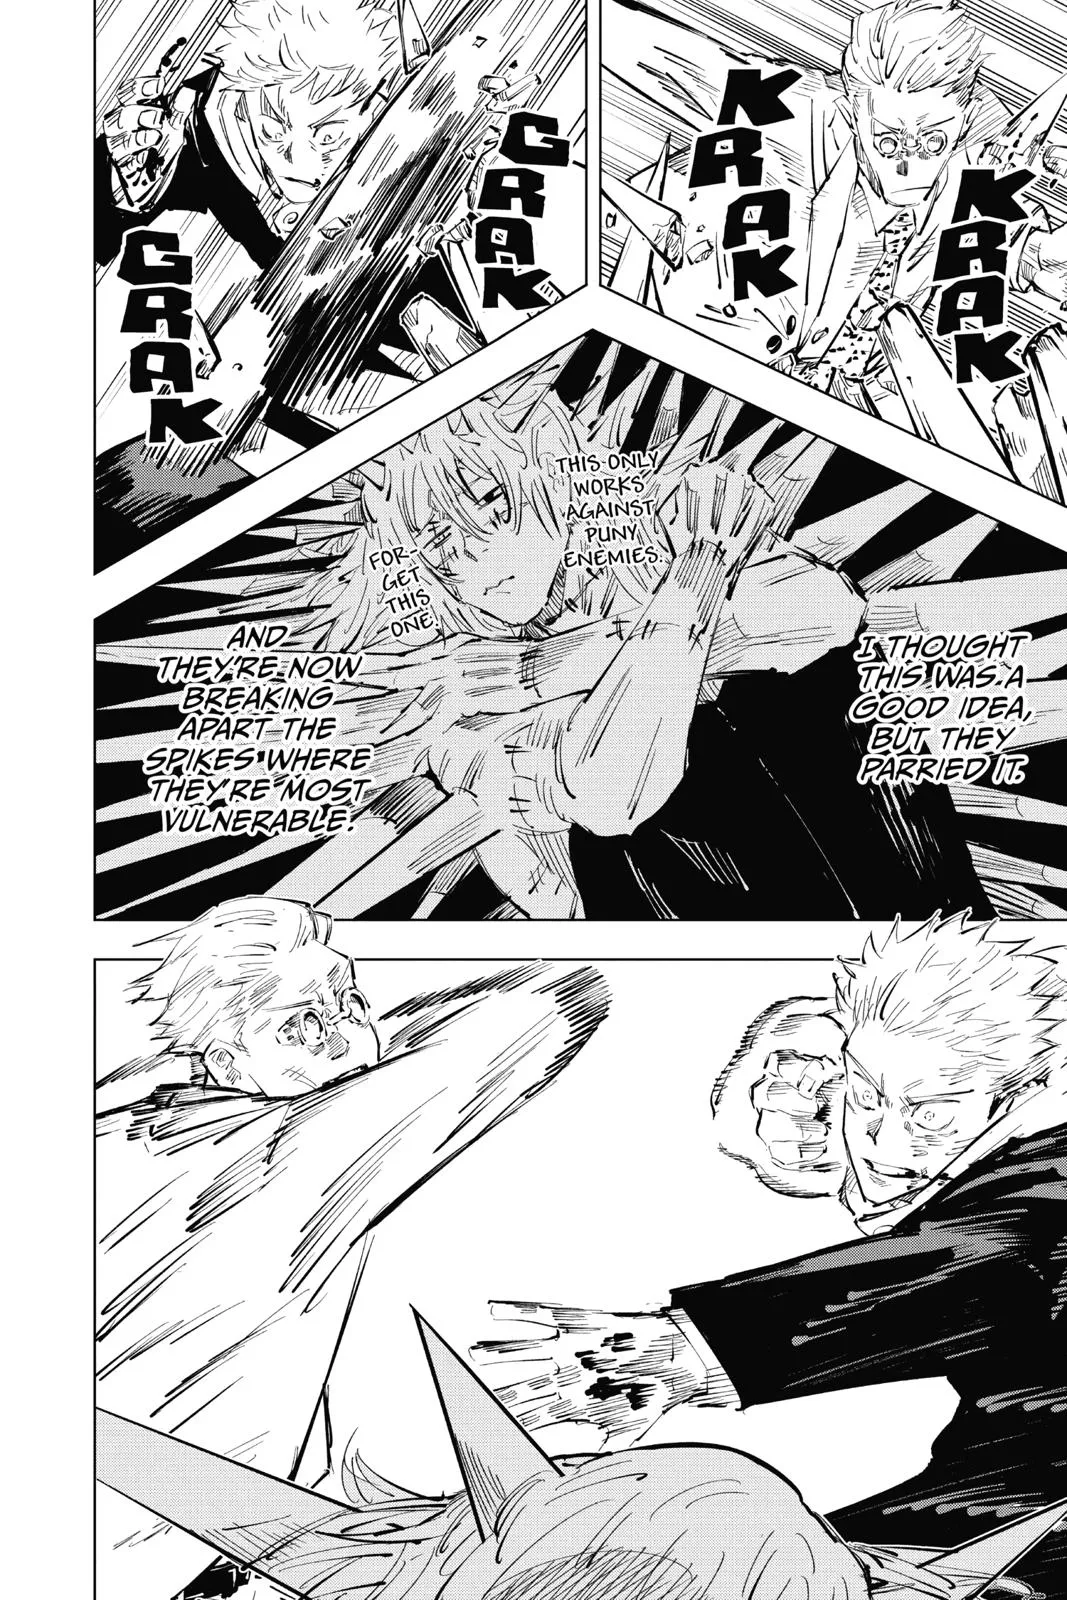 KRAK
KRAK
GRAK
GRAK
I THOUGHT
THIS WAS A
GOOD IDEA,
BUT THEY
PARRIED IT.
THIS ONLY
WORKS
AGAINST
PUNY
ENEMIES.
FOR-
GET
THIS
ONE.
AND
THEY'RE NOW
BREAKING
APART THE
SPIKES WHERE
THEY'RE MOST
VULNERABLE.